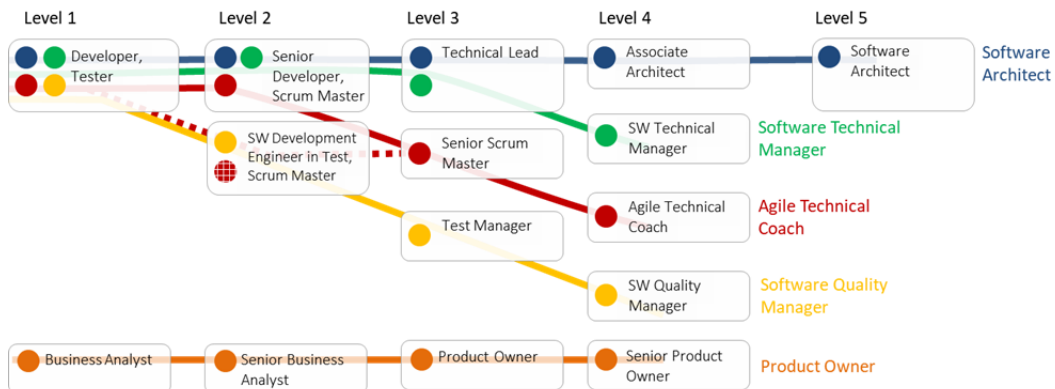 Level 1
Level 2
Level 3
Level 4
Level 5
Developer,
Tester
Senior
Developer,
Scrum Master
Technical Lead
Associate
Architect
Software
Architect
Software
Architect
SW Development
Engineer in Test,
Scrum Master
Senior Scrum
Master
SW Technical
Manager
Software Technical
Manager
Agile Technical
Coach
Agile Technical
Coach
Test Manager
SW Quality
Manager
Software Quality
Manager
Business Analyst
Senior Business
Analyst
Product Owner
Senior Product
Owner
Product Owner